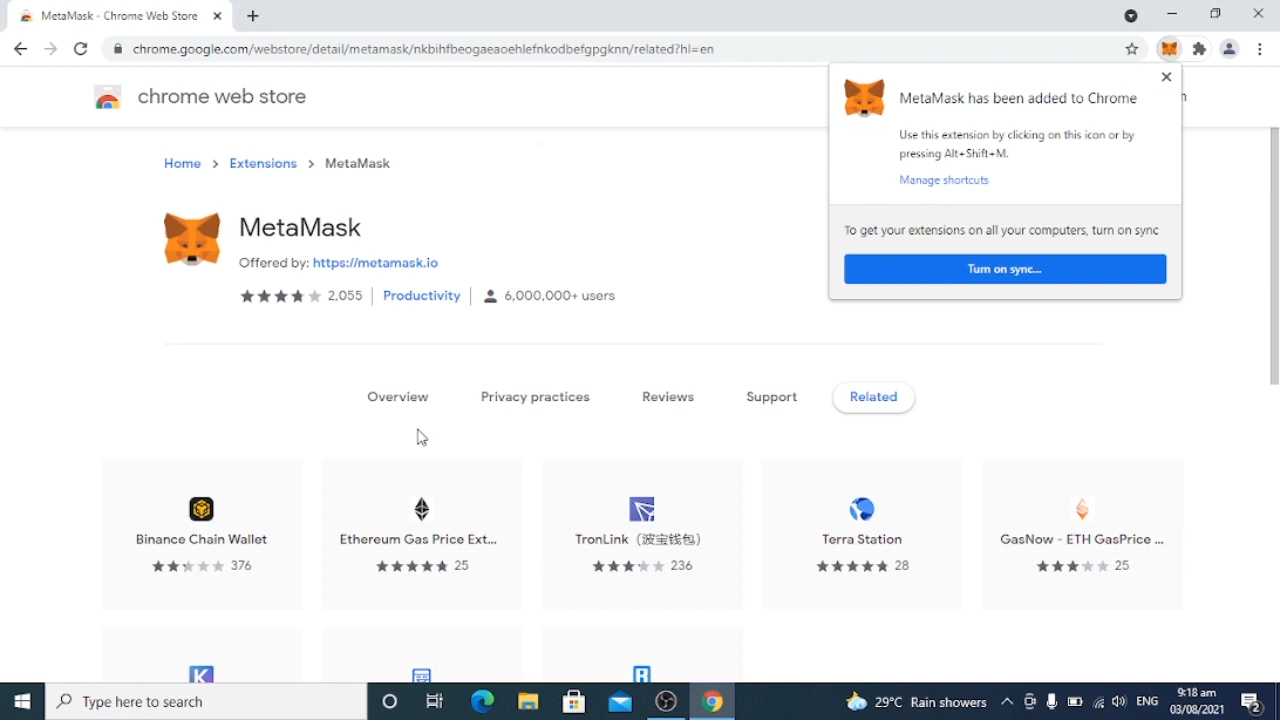 MetaMask - Chrome Web Store
chrome.google.com/webstore/detail/metamask/nkbihfbeogaeaoehlefnkodbefgpgknn/related?hl=en
chrome web store
MetaMask has been added to Chrome
Use this extension by clicking on this icon or by
pressing Alt+Shift+M.
Manage shortcuts
To get your extensions on all your computers, turn on sync
Turn on sync...
Home > Extensions > MetaMask
MetaMask
Offered by: https://metamask.io
2,055 | Productivity | 6,000,000+ users
Overview
Privacy practices
Reviews
Support
Related
Binance Chain Wallet
376
Ethereum Gas Price Ext...
25
TronLink（波宝钱包）
236
Terra Station
28
GasNow - ETH GasPrice ...
25
Type here to search
29°C Rain showers
ENG
9:18 am
03/08/2021
2